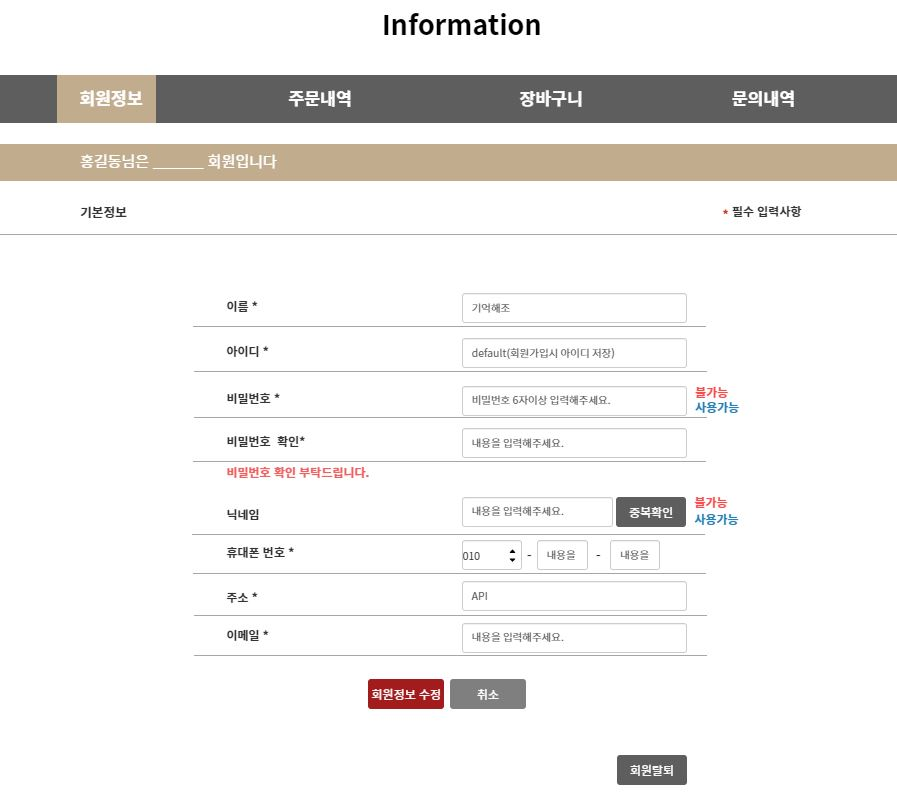 Information
회원정보 주문내역 장바구니 문의내역
홍길동님은 ______ 회원입니다
기본정보 * 필수 입력사항
이름 * 기억해조
아이디 * default(회원가입시 아이디 저장)
비밀번호 * 비밀번호 6자이상 입력해주세요. 불가능
사용가능
비밀번호 확인* 내용을 입력해주세요.
비밀번호 확인 부탁드립니다.
닉네임 내용을 입력해주세요. 중복확인 불가능
사용가능
휴대폰 번호 * 010 - 내용을 - 내용을
주소 * API
이메일 * 내용을 입력해주세요.
회원정보 수정 취소
회원탈퇴